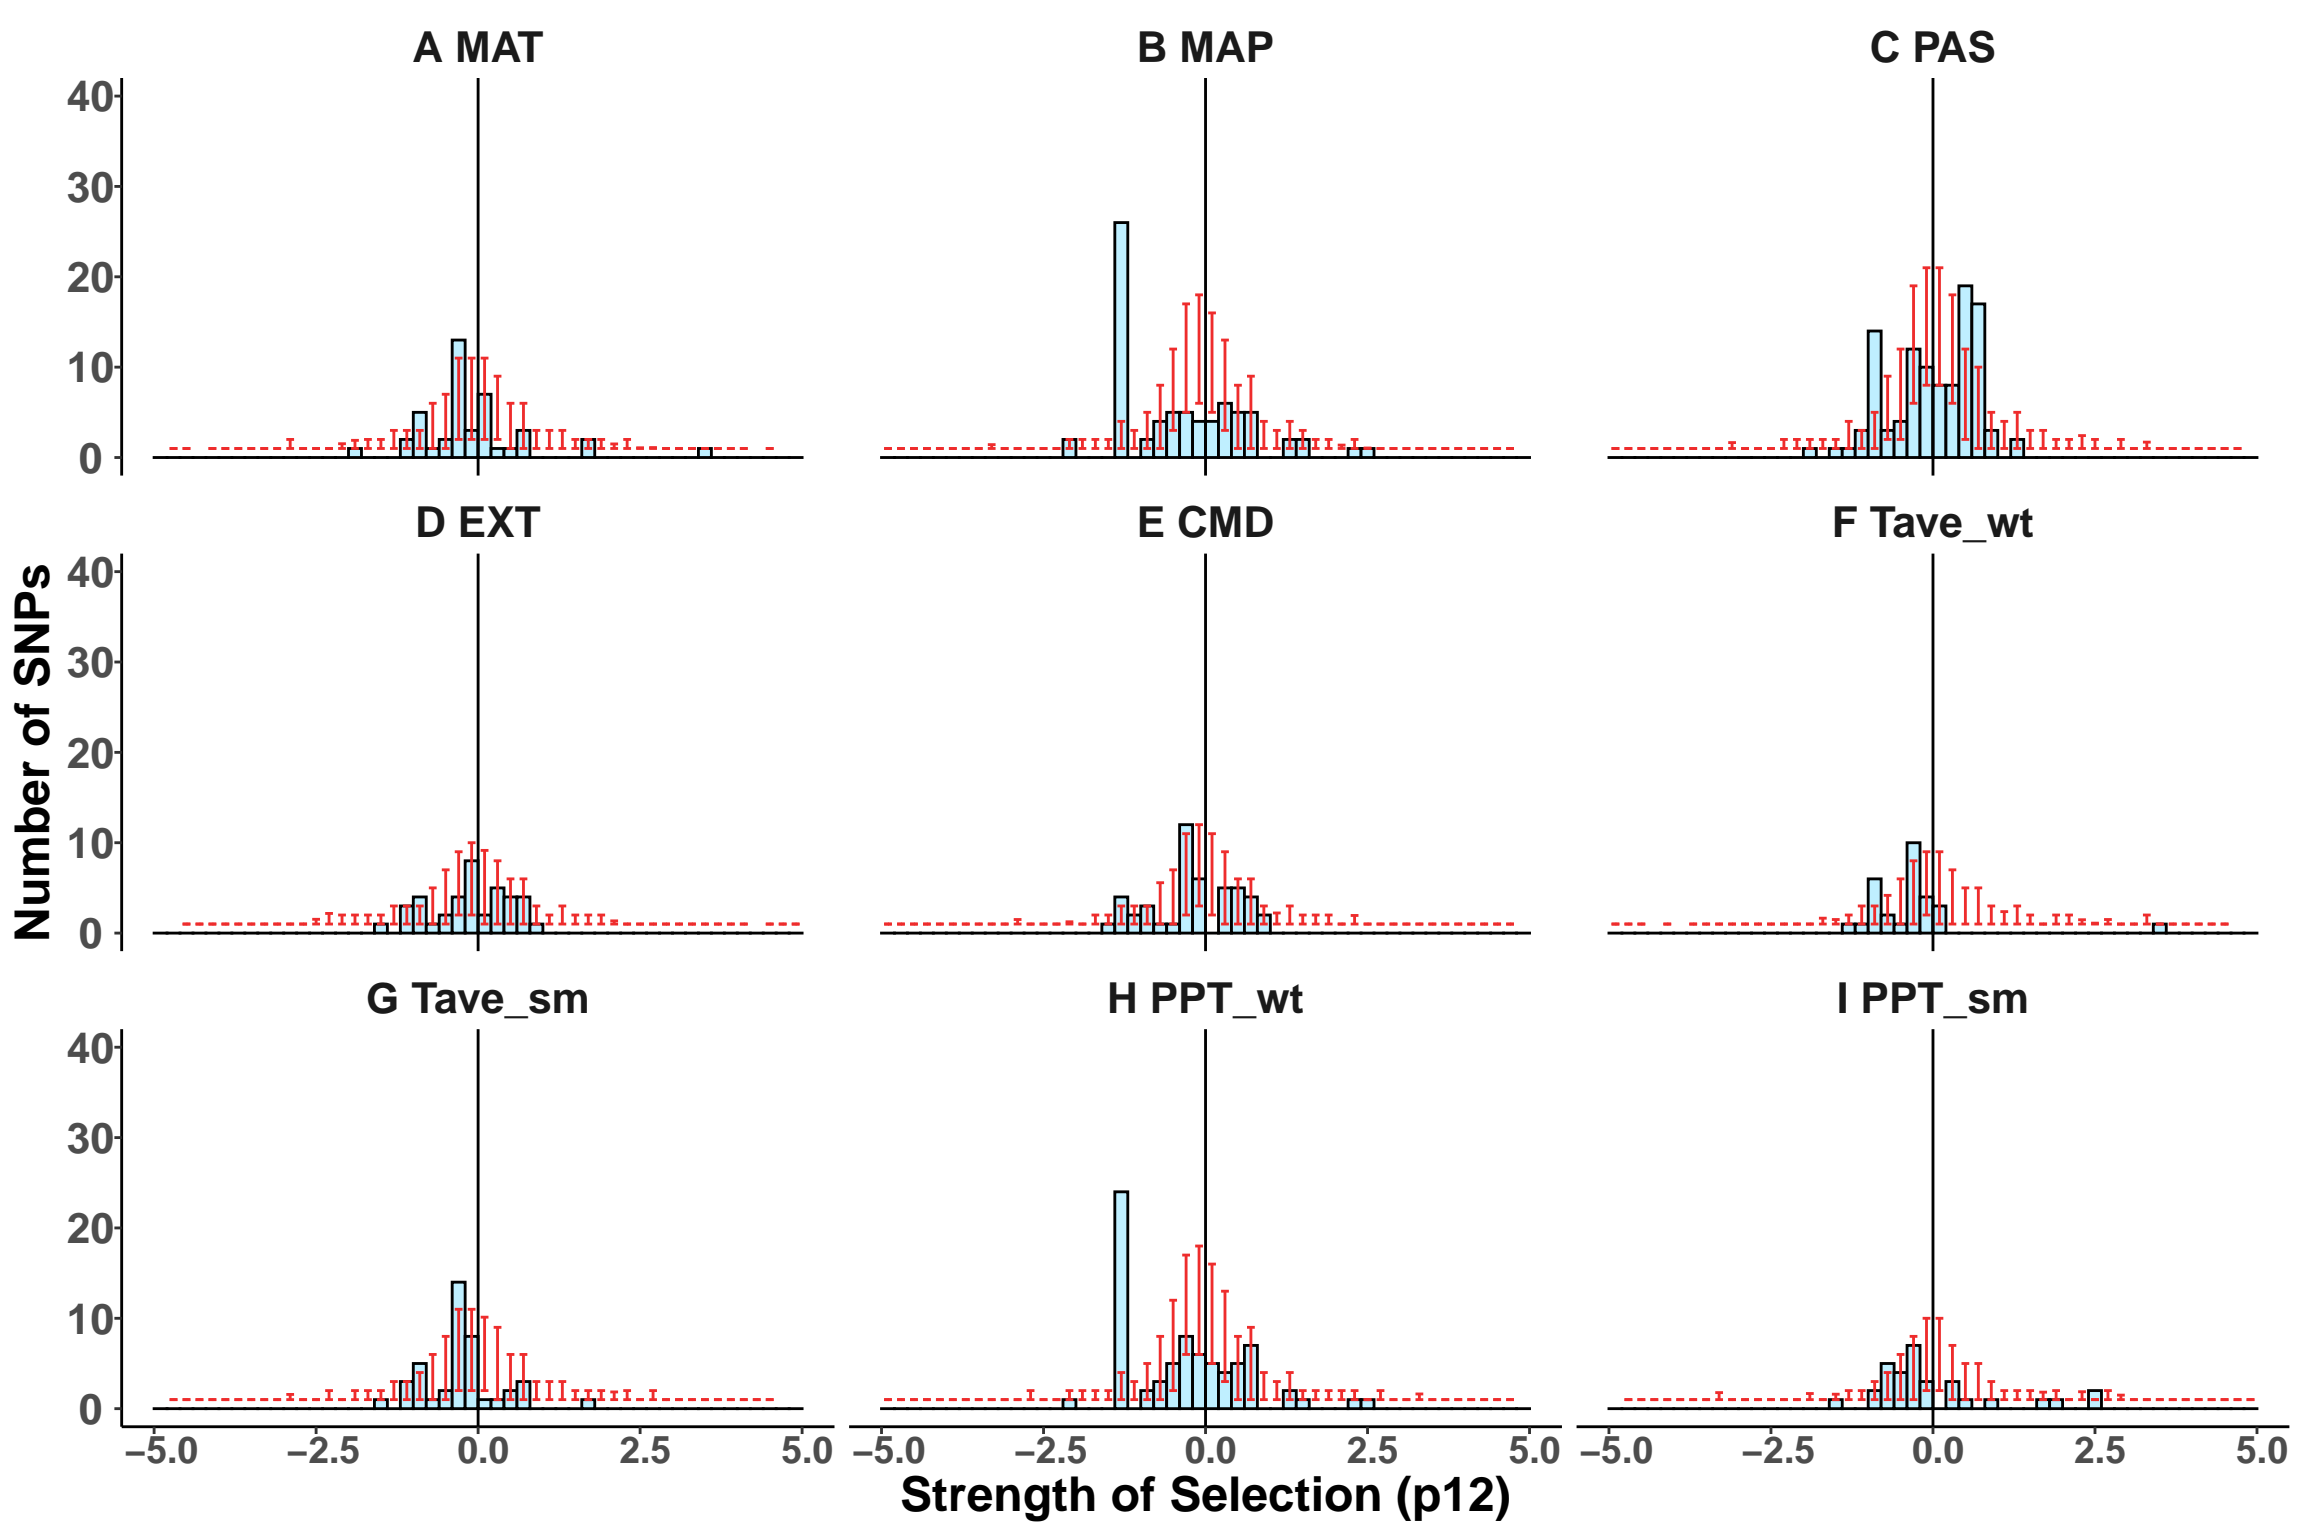 A MAT
B MAP
C PAS
40
30
20
10
0
D EXT
E CMD
F Tave_wt
Number of SNPs
40
30
20
10
0
G Tave_sm
H PPT_wt
I PPT_sm
40
30
20
10
0
−5.0 −2.5 0.0 2.5 5.0 −5.0 −2.5 0.0 2.5 5.0 −5.0 −2.5 0.0 2.5 5.0
Strength of Selection (p12)